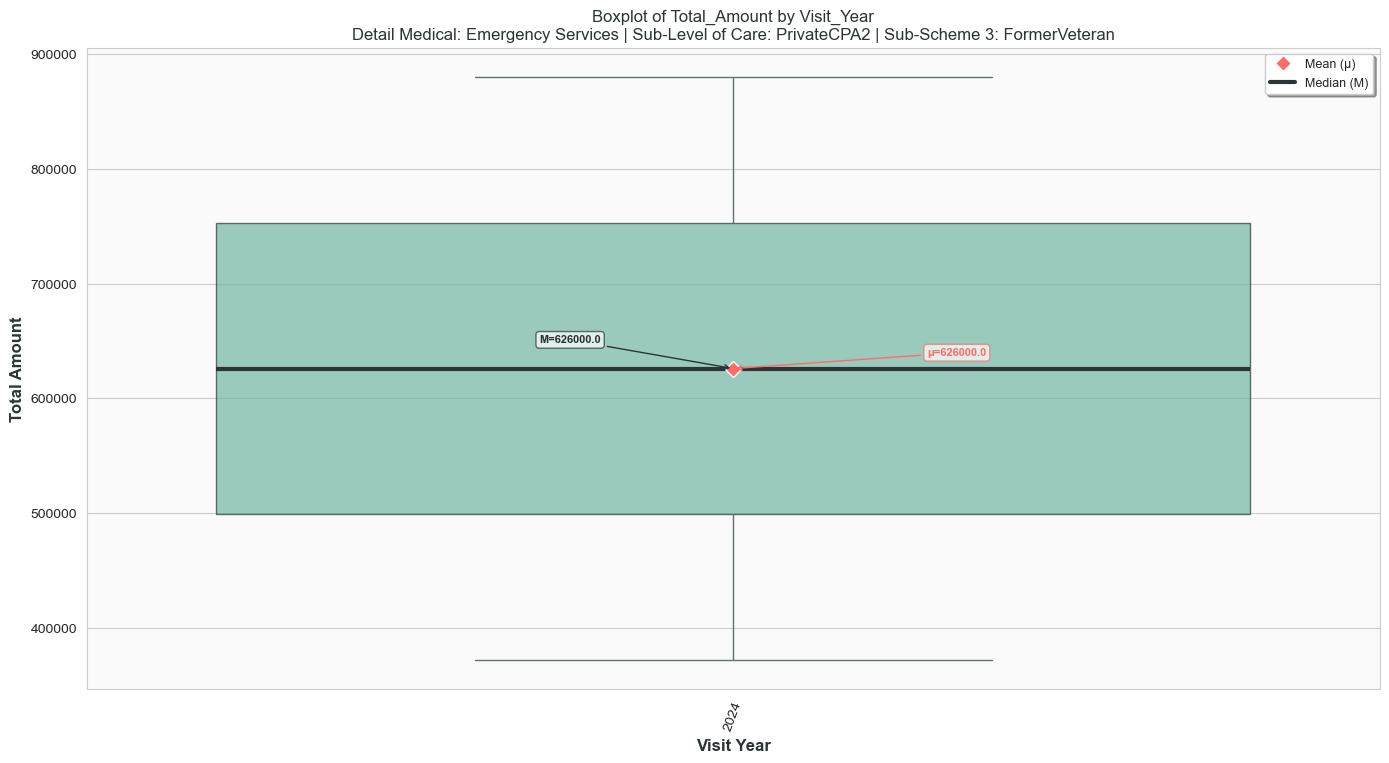 Boxplot of Total_Amount by Visit_Year
Detail Medical: Emergency Services | Sub-Level of Care: PrivateCPA2 | Sub-Scheme 3: FormerVeteran
900000
Mean (μ)
Median (M)
800000
700000
M=626000.0
μ=626000.0
Total Amount
600000
500000
400000
2024
Visit Year